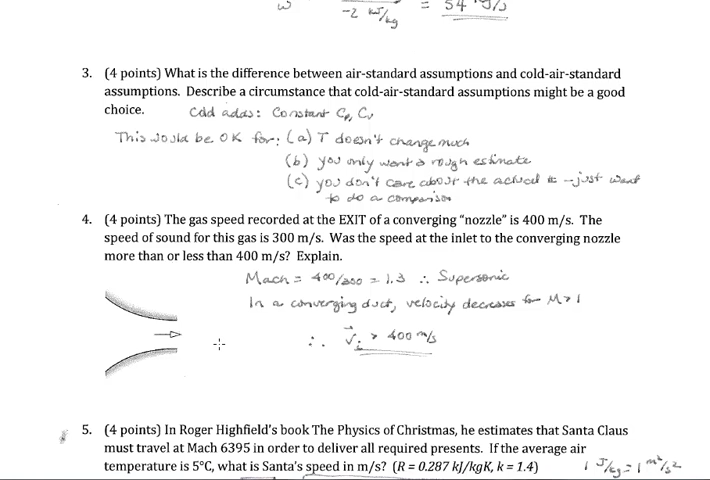 ω -2 kJ/kg = 54 kg/s
3. (4 points) What is the difference between air-standard assumptions and cold-air-standard
assumptions. Describe a circumstance that cold-air-standard assumptions might be a good
choice. Cold adds: Constant Cp, Cv
This would be OK for: (a) T doesn't change much
(b) you only want a rough estimate
(c) you don't care about the actual # - just want
to do a comparison
4. (4 points) The gas speed recorded at the EXIT of a converging "nozzle" is 400 m/s. The
speed of sound for this gas is 300 m/s. Was the speed at the inlet to the converging nozzle
more than or less than 400 m/s? Explain.
Mach = 400/300 = 1.3 ∴ Supersonic
In a converging duct, velocity decreases for M > 1
∴ V⃗i > 400 m/s
5. (4 points) In Roger Highfield's book The Physics of Christmas, he estimates that Santa Claus
must travel at Mach 6395 in order to deliver all required presents. If the average air
temperature is 5°C, what is Santa's speed in m/s? (R = 0.287 kJ/kgK, k = 1.4) 1 J/kg = 1 m²/s²